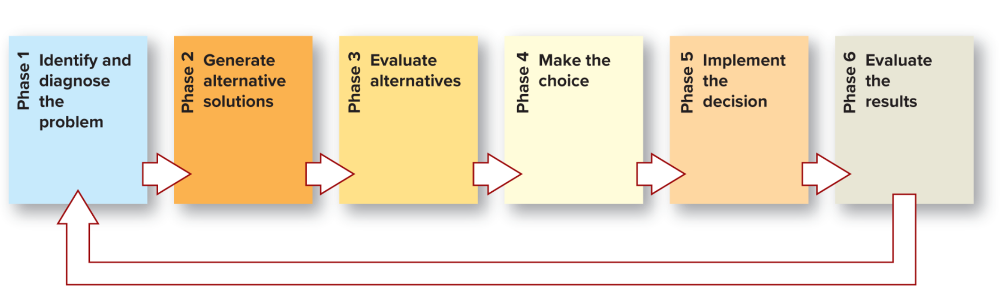 Phase 1
Identify and
diagnose
the
problem
Phase 2
Generate
alternative
solutions
Phase 3
Evaluate
alternatives
Phase 4
Make the
choice
Phase 5
Implement
the
decision
Phase 6
Evaluate
the
results